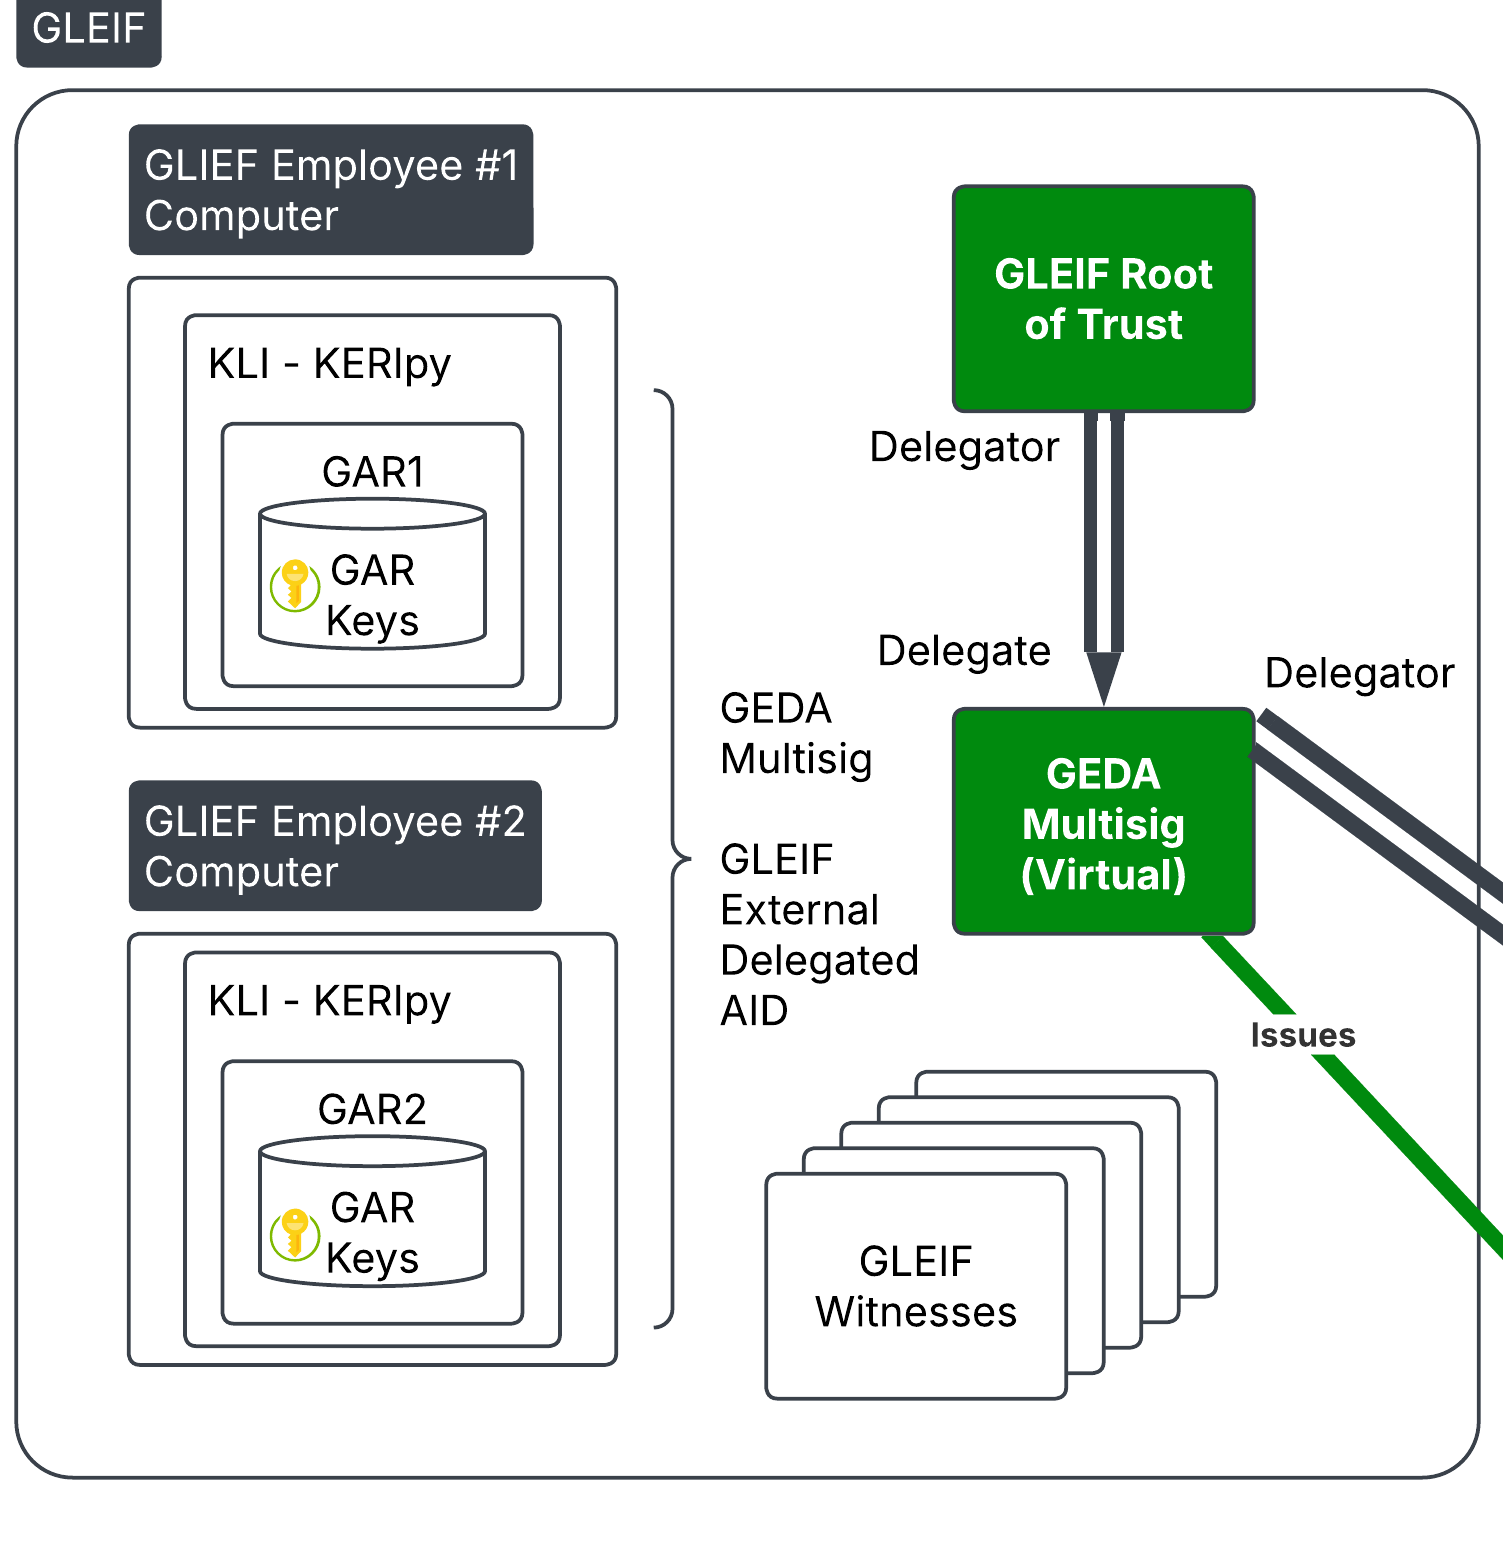 GLEIF
GLIEF Employee #1
Computer
KLI - KERIpy
GAR1
GAR
Keys
GLIEF Employee #2
Computer
KLI - KERIpy
GAR2
GAR
Keys
GEDA
Multisig
GLEIF
External
Delegated
AID
GLEIF Root
of Trust
Delegator
Delegate
GEDA
Multisig
(Virtual)
Delegator
Issues
GLEIF
Witnesses